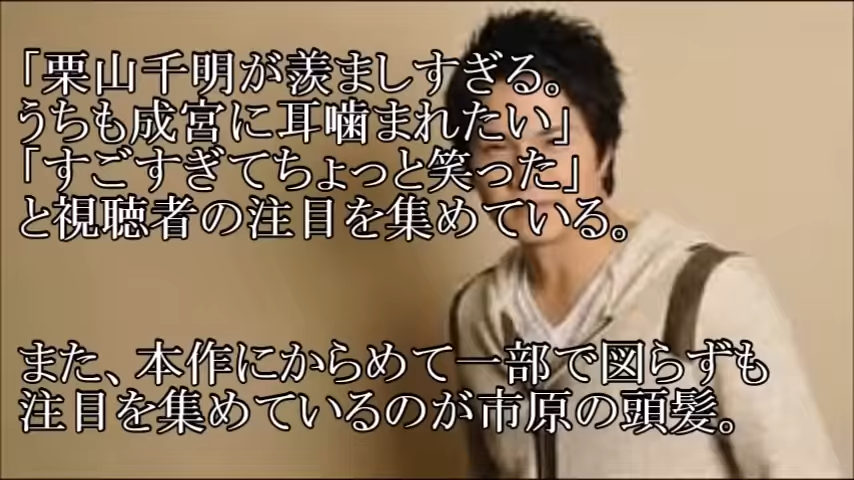 「栗山千明が羨ましすぎる。
うちも成宮に耳噛まれたい」
「すごすぎてちょっと笑った」
と視聴者の注目を集めている。
また、本作にからめて一部で図らずも
注目を集めているのが市原の頭髪。